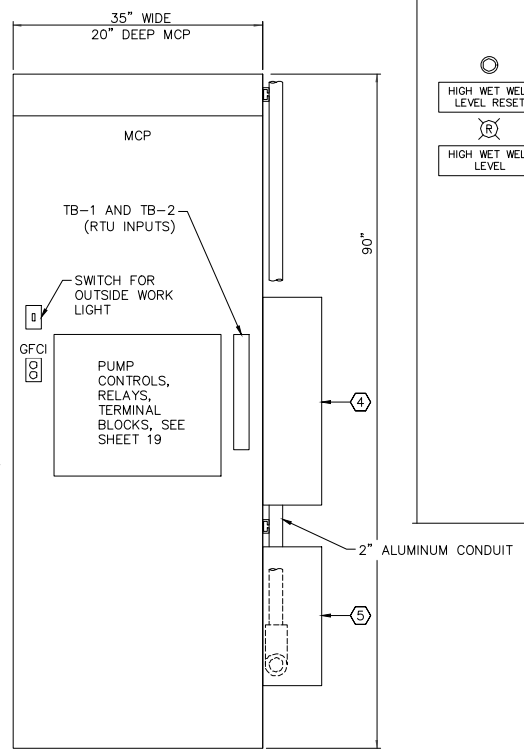 35" WIDE
20" DEEP MCP
MCP
TB-1 AND TB-2
(RTU INPUTS)
SWITCH FOR
OUTSIDE WORK
LIGHT
GFCI
PUMP
CONTROLS,
RELAYS,
TERMINAL
BLOCKS, SEE
SHEET 19
90"
4
2" ALUMINUM CONDUIT
5
HIGH WET WEL
LEVEL RESET
R
HIGH WET WEL
LEVEL